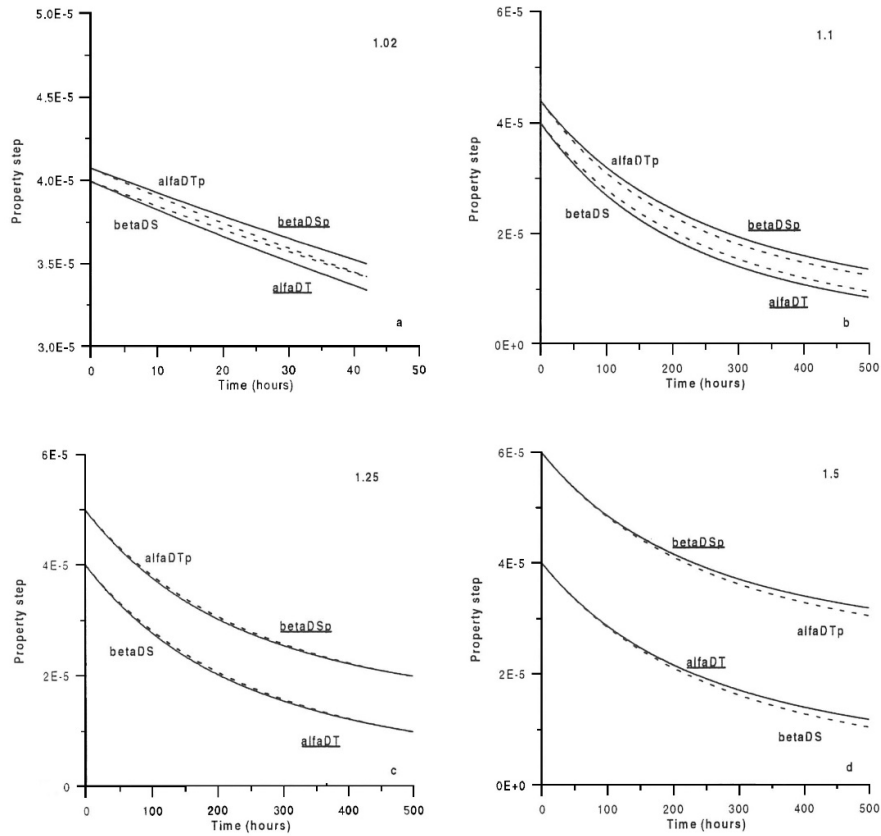 5.0E-5
1.02
4.5E-5
Property step
alfaDTp
4.0E-5
betaDSp
betaDS
3.5E-5
alfaDT
a
3.0E-5
0 10 20 30 40 50
Time (hours)
1.1
4E-5
Property step
alfaDTp
betaDS
2E-5
betaDSp
alfaDT
b
0E+0
0 100 200 300 400 500
Time (hours)
6E-5
1.25
Property step
alfaDTp
4E-5
betaDSp
betaDS
2E-5
alfaDT
c
0
0 100 200 300 400 500
Time (hours)
6E-5
1.5
Property step
betaDSp
4E-5
alfaDTp
alfaDT
2E-5
betaDS
d
0E+0
0 100 200 300 400 500
Time (hours)